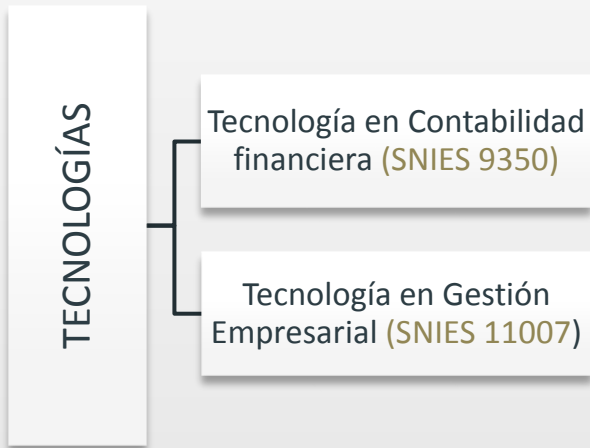 TECNOLOGÍAS
Tecnología en Contabilidad
financiera (SNIES 9350)
Tecnología en Gestión
Empresarial (SNIES 11007)